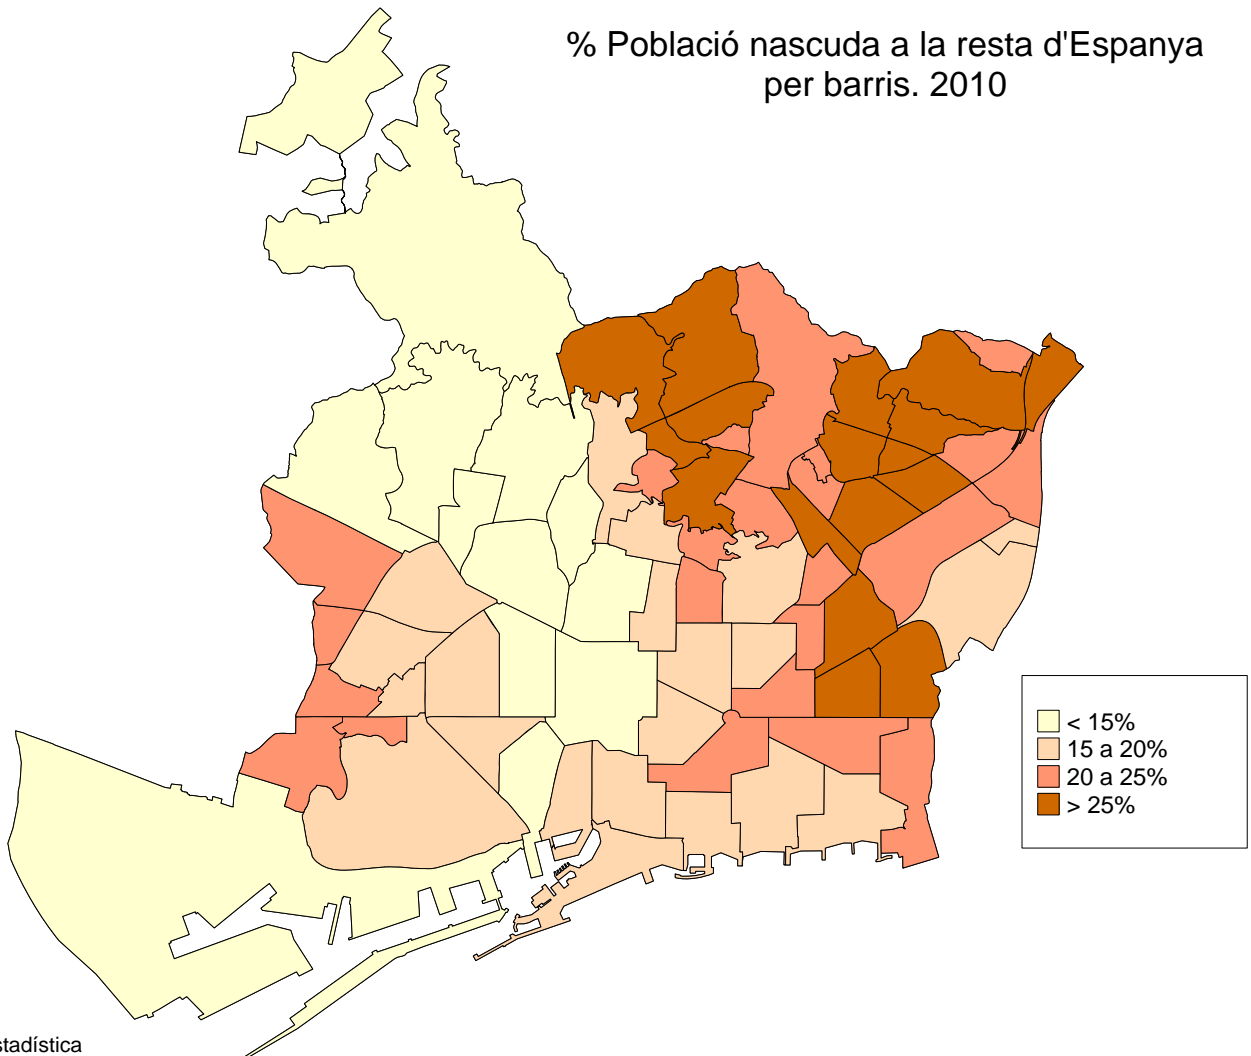 % Població nascuda a la resta d'Espanya
per barris. 2010
< 15%
15 a 20%
20 a 25%
> 25%
stadística